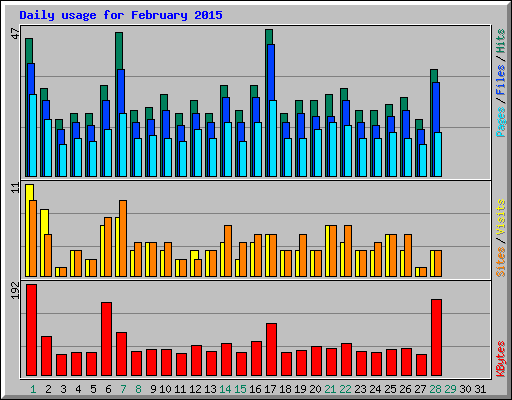 Daily usage for February 2015
47
Pages / Files / Hits
11
Sites / Visits
192
KBytes
1 2 3 4 5 6 7 8 9 10 11 12 13 14 15 16 17 18 19 20 21 22 23 24 25 26 27 28 29 30 31